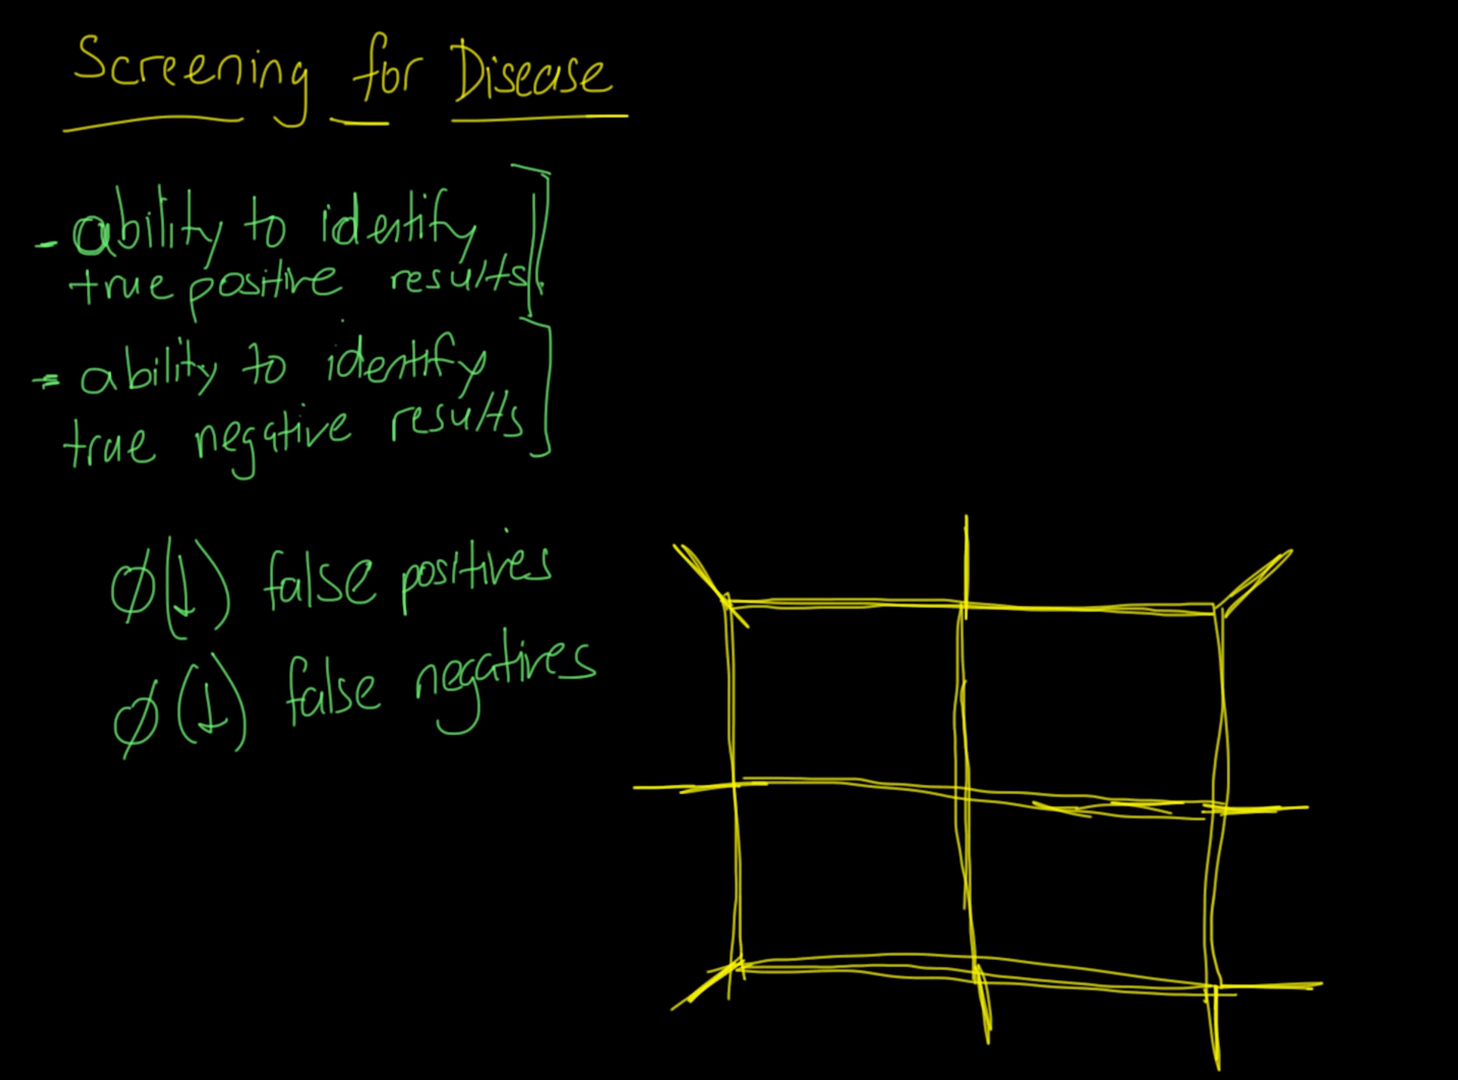 Screening for Disease
- ability to identify
true positive results
- ability to identify
true negative results
Ø(↓) false positives
Ø(↓) false negatives